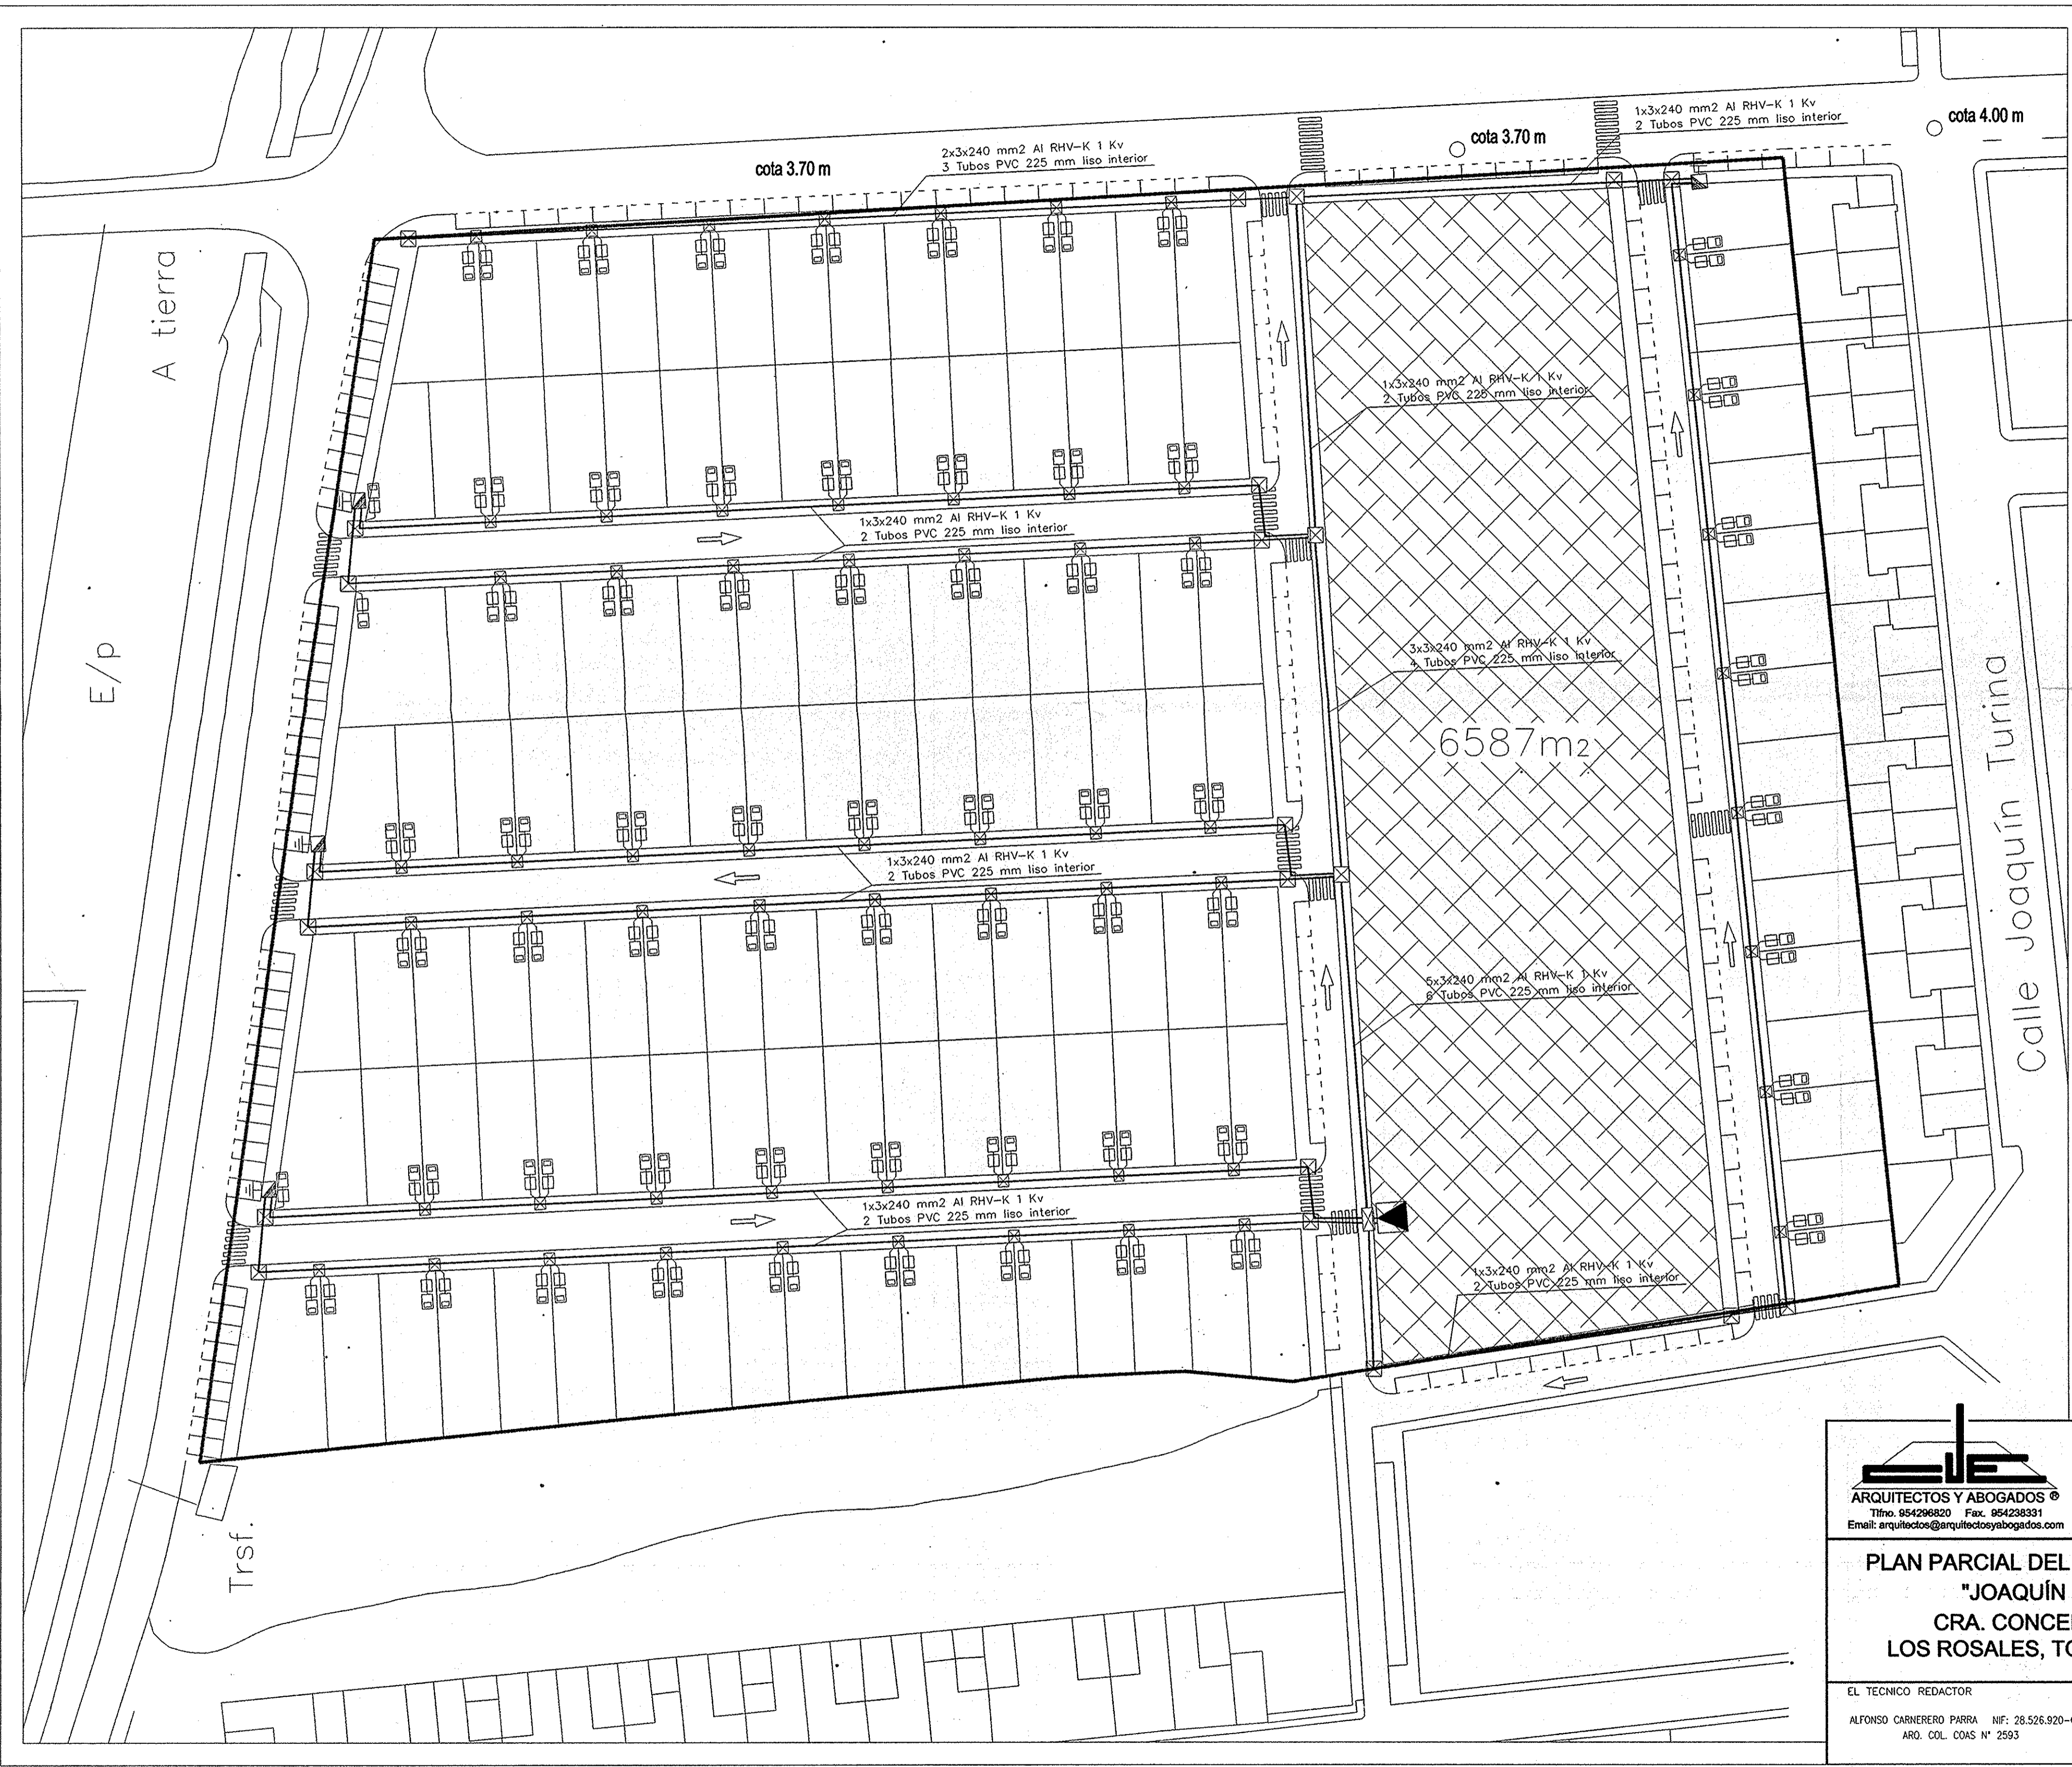 1x3x240 mm2 Al RHV-K 1 Kv
2 Tubos PVC 225 mm liso interior
cota 4.00 m
cota 3.70 m
2x3x240 mm2 Al RHV-K 1 Kv
3 Tubos PVC 225 mm liso interior
cota 3.70 m
A tierra
1x3x240 mm2 Al RHV-K 1 Kv
2 Tubos PVC 225 mm liso interior
1x3x240 mm2 Al RHV-K 1 Kv
2 Tubos PVC 225 mm liso interior
E/p
3x3x240 mm2 Al RHV-K 1 Kv
4 Tubos PVC 225 mm liso interior
6587m2
Calle Joaquín Turina
1x3x240 mm2 Al RHV-K 1 Kv
2 Tubos PVC 225 mm liso interior
5x3x240 mm2 Al RHV-K 1 Kv
6 Tubos PVC 225 mm liso interior
1x3x240 mm2 Al RHV-K 1 Kv
2 Tubos PVC 225 mm liso interior
1x3x240 mm2 Al RHV-K 1 Kv
2 Tubos PVC 225 mm liso interior
Trsf.
ARQUITECTOS Y ABOGADOS ®
Tlfno. 954296820 Fax. 954238331
Email: arquitectos@arquitectosyabogados.com
PLAN PARCIAL DEL
"JOAQUÍN
CRA. CONCE
LOS ROSALES, TO
EL TECNICO REDACTOR
ALFONSO CARNERERO PARRA NIF: 28.526.920-
ARQ. COL. COAS Nº 2593